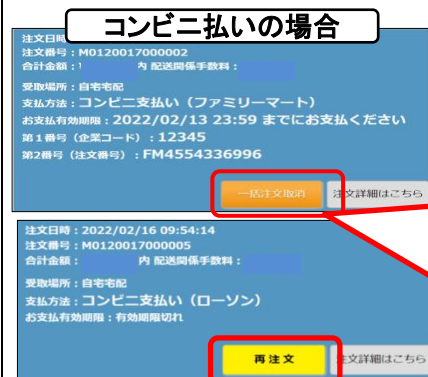 コンビニ払いの場合
注文日時
注文番号：M0120017000002
合計金額： 内 配送関係手数料：
受取場所：自宅宅配
支払方法：コンビニ支払い（ファミリーマート）
お支払有効期限：2022/02/13 23:59 までにお支払ください
第1番号（企業コード）：12345
第2番号（注文番号）：FM4554336996
一括注文取消 注文詳細はこちら
注文日時：2022/02/16 09:54:14
注文番号：M0120017000005
合計金額： 内 配送関係手数料：
受取場所：自宅宅配
支払方法：コンビニ支払い（ローソン）
お支払有効期限：有効期限切れ
再注文 注文詳細はこちら